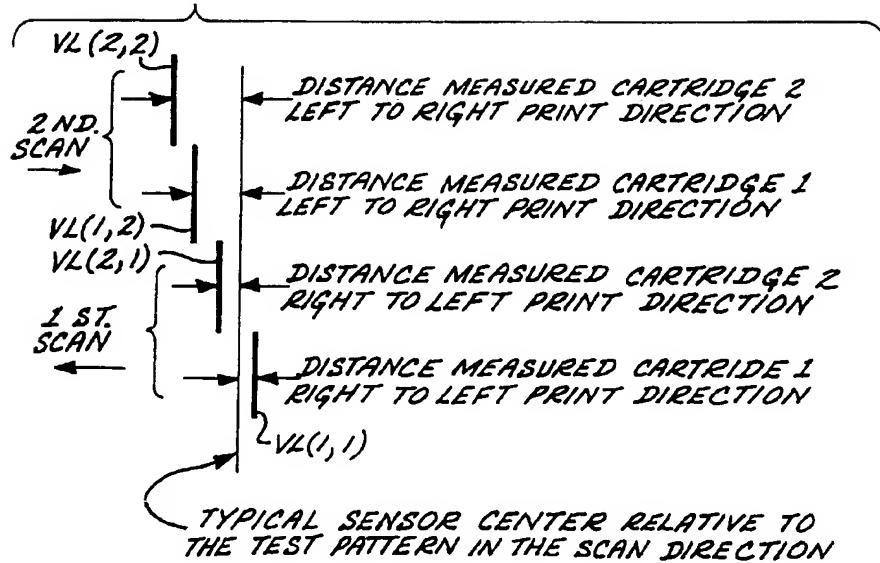 VL(2,2)
DISTANCE MEASURED CARTRIDGE 2
LEFT TO RIGHT PRINT DIRECTION
2 ND.
SCAN
DISTANCE MEASURED CARTRIDGE 1
LEFT TO RIGHT PRINT DIRECTION
VL(1,2)
VL(2,1)
DISTANCE MEASURED CARTRIDGE 2
RIGHT TO LEFT PRINT DIRECTION
1 ST.
SCAN
DISTANCE MEASURED CARTRIDE 1
RIGHT TO LEFT PRINT DIRECTION
VL(1,1)
TYPICAL SENSOR CENTER RELATIVE TO
THE TEST PATTERN IN THE SCAN DIRECTION